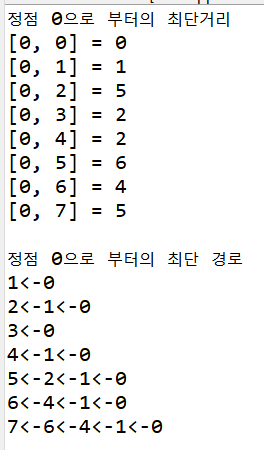 정점 0으로 부터의 최단거리
[0, 0] = 0
[0, 1] = 1
[0, 2] = 5
[0, 3] = 2
[0, 4] = 2
[0, 5] = 6
[0, 6] = 4
[0, 7] = 5
정점 0으로 부터의 최단 경로
1<-0
2<-1<-0
3<-0
4<-1<-0
5<-2<-1<-0
6<-4<-1<-0
7<-6<-4<-1<-0